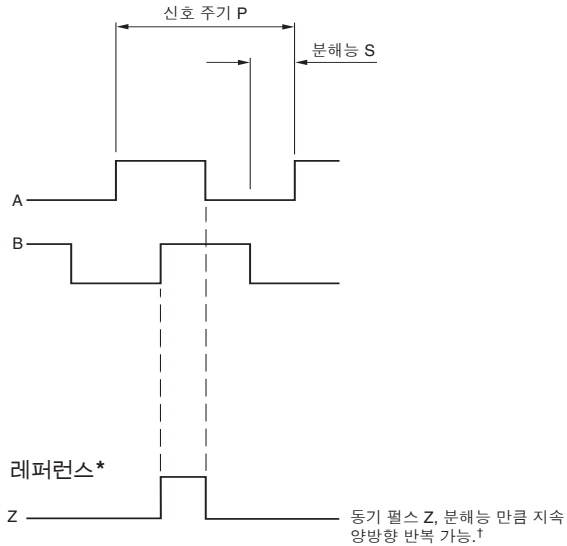 신호 주기 P
분해능 S
A
B
레퍼런스*
Z
동기 펄스 Z, 분해능 만큼 지속
양방향 반복 가능.†